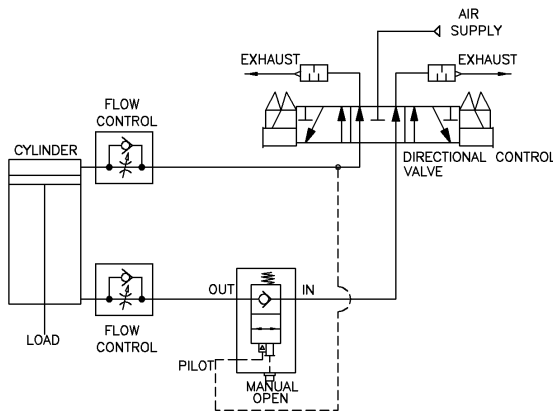 AIR
SUPPLY
EXHAUST
EXHAUST
FLOW
CONTROL
CYLINDER
DIRECTIONAL CONTROL
VALVE
OUT
IN
FLOW
CONTROL
LOAD
PILOT
MANUAL
OPEN